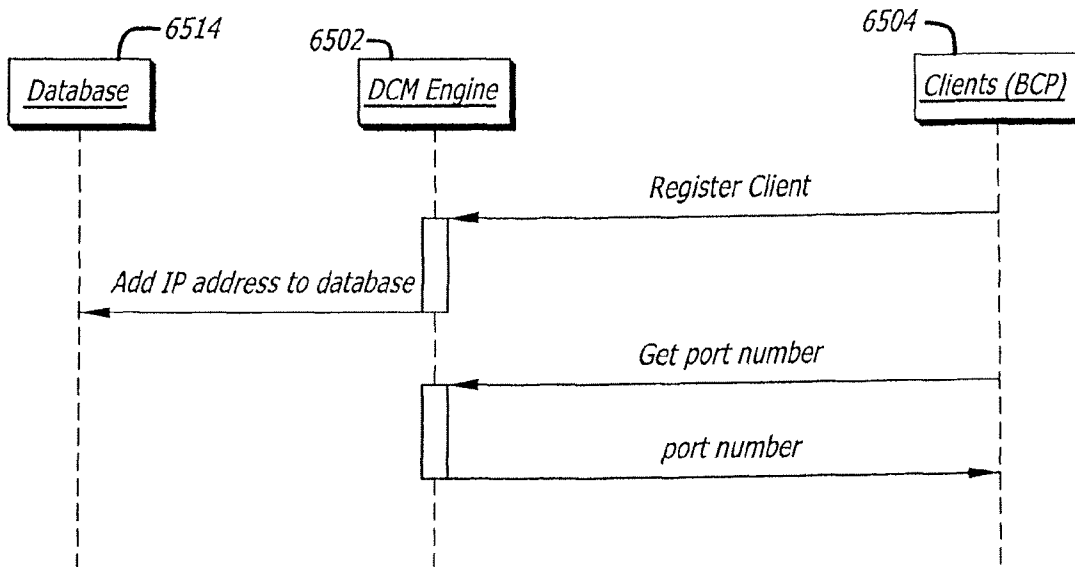 6514
6502
6504
Database
DCM Engine
Clients (BCP)
Register Client
Add IP address to database
Get port number
port number